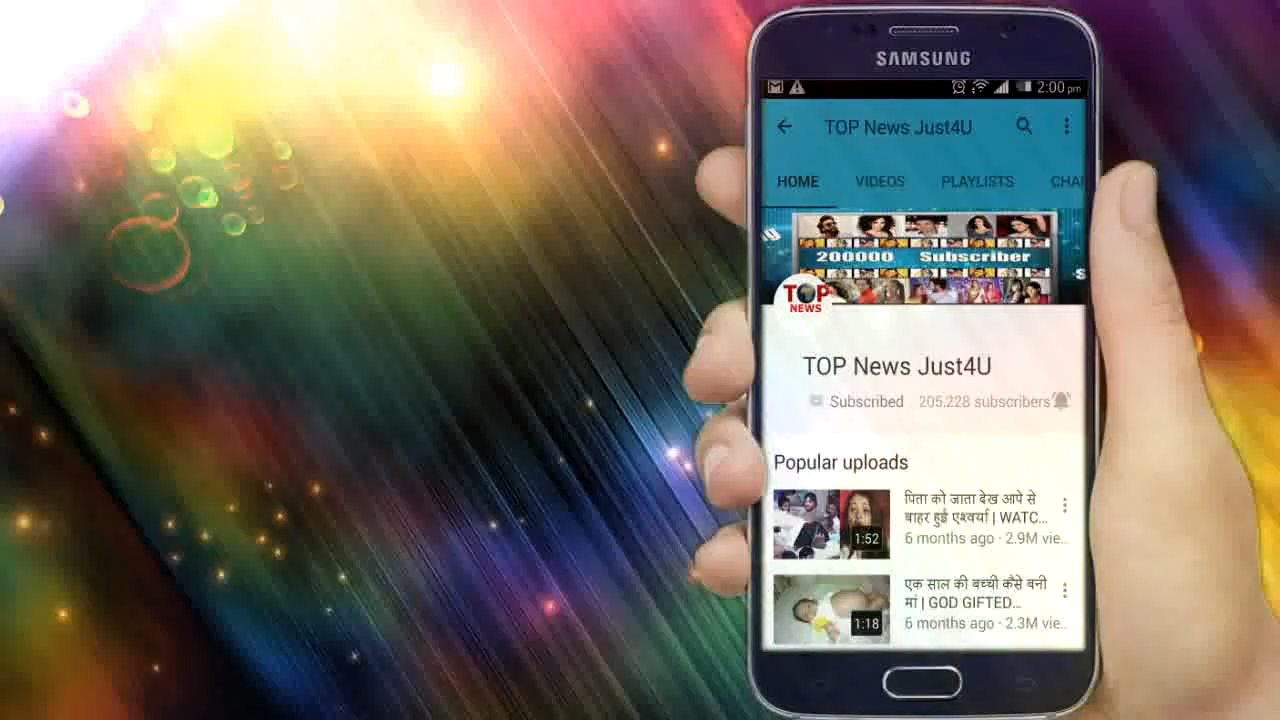 SAMSUNG
2:00 pm
TOP News Just4U
HOME VIDEOS PLAYLISTS CHA
200000 Subscriber
TOP
NEWS
TOP News Just4U
Subscribed 205,228 subscribers
Popular uploads
पिता को जाता देख आपे से
बाहर हुई एश्वर्या | WATC...
6 months ago · 2.9M vie...
1:52
एक साल की बच्ची कैसे बनी
मां | GOD GIFTED...
6 months ago · 2.3M vie...
1:18